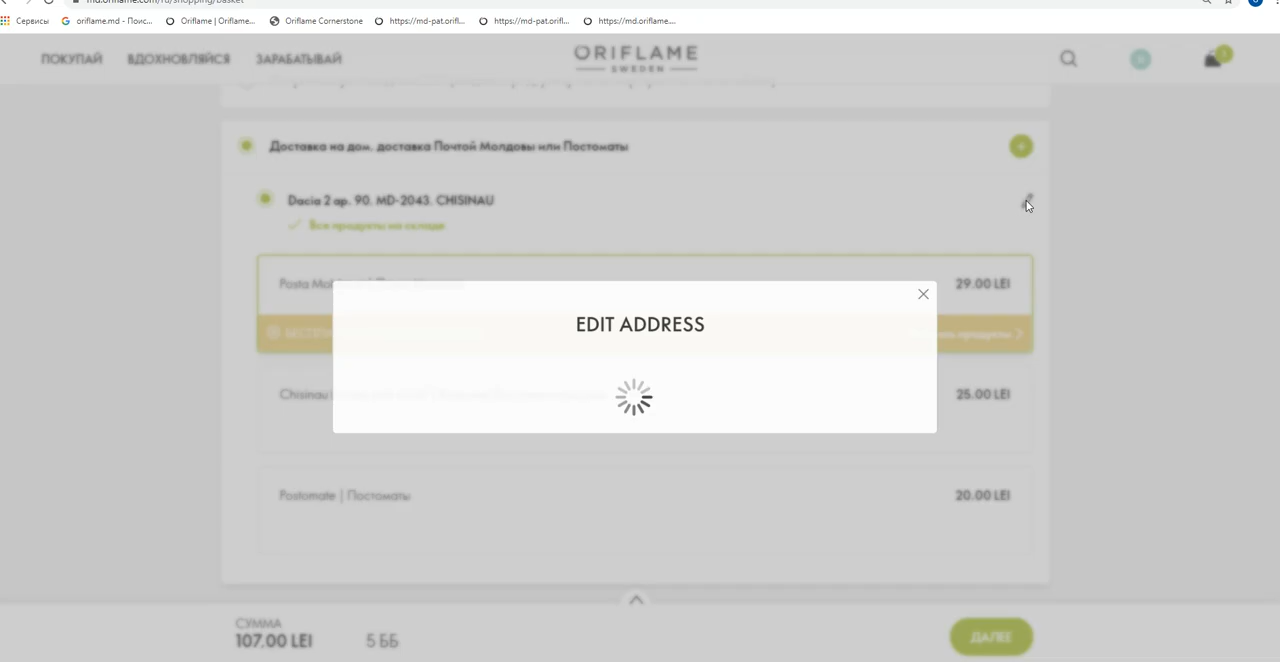 md.oriflame.com/ru/shopping/basket
Сервисы
oriflame.md - Поис...
Oriflame | Oriflame...
Oriflame Cornerstone
https://md-pat.orifl...
https://md-pat.orifl...
https://md.oriflame....
ПОКУПАЙ
ВДОХНОВЛЯЙСЯ
ЗАРАБАТЫВАЙ
ORIFLAME
SWEDEN
Доставка на дом, доставка Почтой Молдовы или Постоматы
Dacia 2 ap. 90, MD-2043, CHISINAU
Все продукты на складе
29.00 LEI
EDIT ADDRESS
продукты
Chisinau
25.00 LEI
Postomate | Постоматы
20.00 LEI
СУММА
107.00 LEI
5 ББ
ДАЛЕЕ